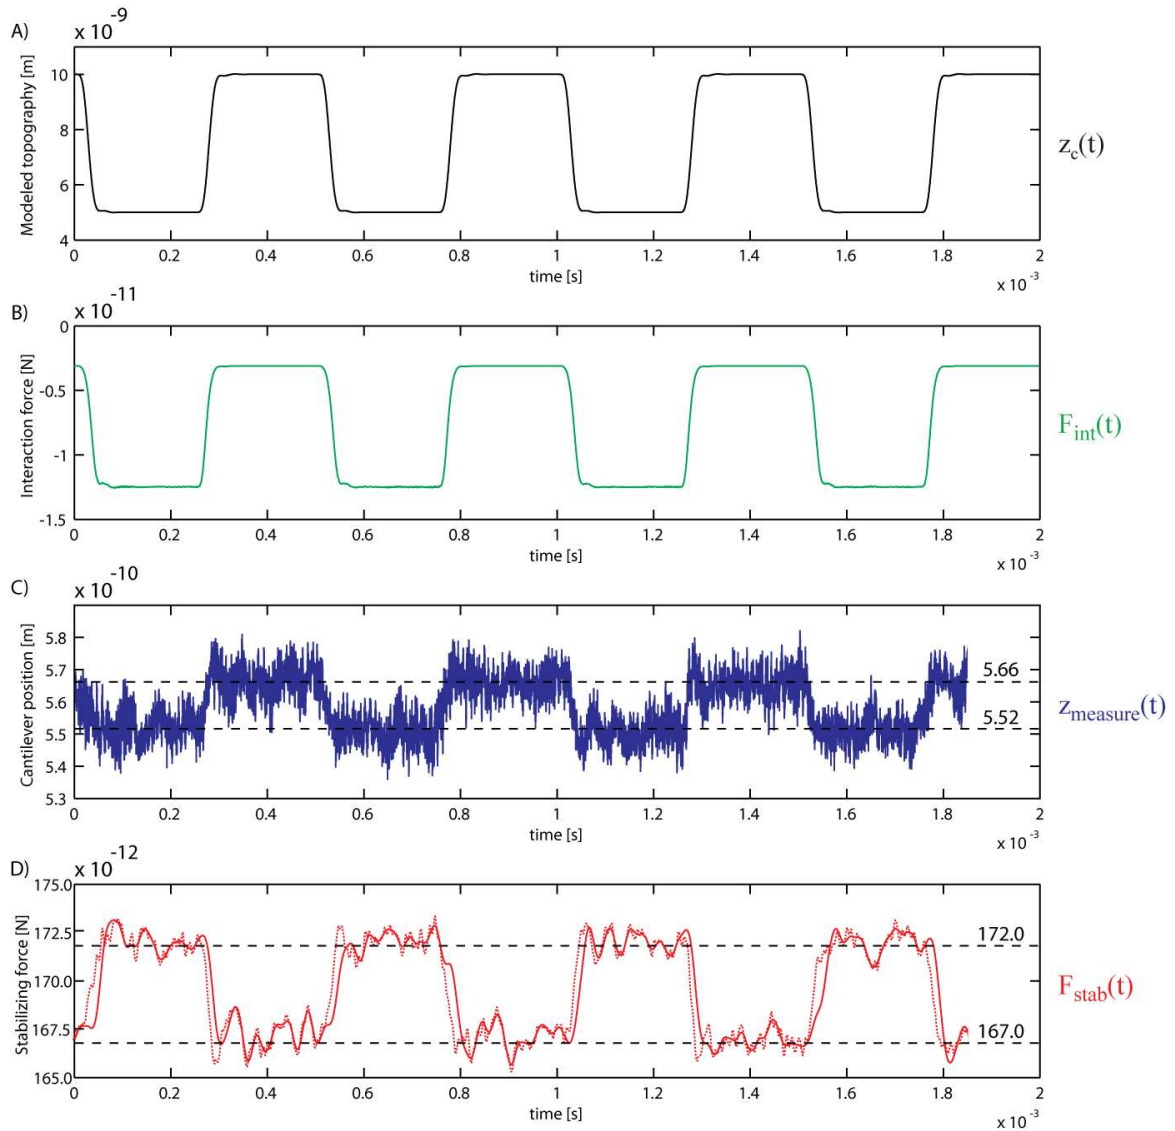 A)
x 10 -9
Modeled topography [m]
10
8
6
4
0 0.2 0.4 0.6 0.8 1 1.2 1.4 1.6 1.8 2
time [s]
x 10 -3
zc(t)
B)
x 10 -11
Interaction force [N]
0
-0.5
-1
-1.5
0 0.2 0.4 0.6 0.8 1 1.2 1.4 1.6 1.8 2
time [s]
x 10 -3
Fint(t)
C)
x 10 -10
Cantilever position [m]
5.8
5.7
5.6
5.5
5.4
5.3
5.66
5.52
0 0.2 0.4 0.6 0.8 1 1.2 1.4 1.6 1.8 2
time [s]
x 10 -3
zmeasure(t)
D)
x 10 -12
Stabilizing force [N]
175.0
172.5
170.0
167.5
165.0
172.0
167.0
0 0.2 0.4 0.6 0.8 1 1.2 1.4 1.6 1.8 2
time [s]
x 10 -3
Fstab(t)